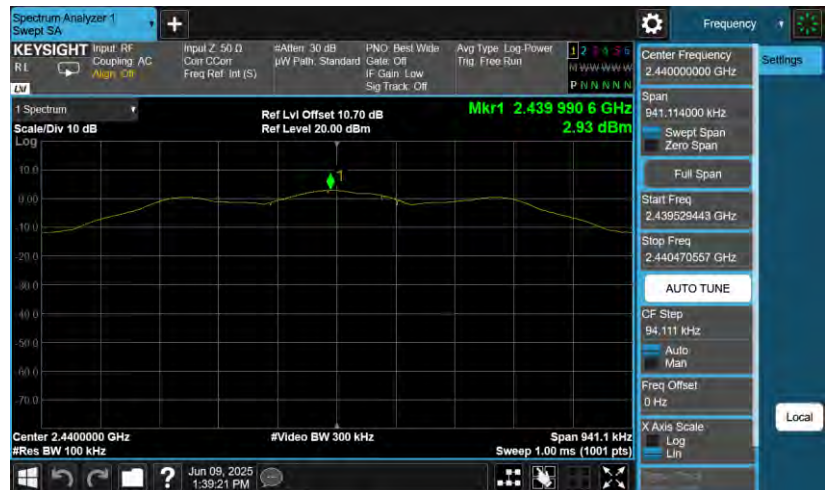 Spectrum Analyzer 1
Swept SA
+
Frequency
KEYSIGHT Input: RF
RL Coupling: AC
Align: Off
Input Z: 50 Ω
Corr CCorr
Freq Ref: Int (S)
#Atten: 30 dB
µW Path: Standard
PNO: Best Wide
Gate: Off
IF Gain: Low
Sig Track: Off
Avg Type: Log-Power
Trig: Free Run
1 2 3 4 5 6
M W W W W W
P N N N N N
LXI
1 Spectrum
Scale/Div 10 dB
Ref Lvl Offset 10.70 dB
Ref Level 20.00 dBm
Mkr1 2.439 990 6 GHz
2.93 dBm
Log
10.0
0.00
-10.0
-20.0
-30.0
-40.0
-50.0
-60.0
-70.0
1
Center 2.4400000 GHz
#Res BW 100 kHz
#Video BW 300 kHz
Span 941.1 kHz
Sweep 1.00 ms (1001 pts)
Center Frequency
2.440000000 GHz
Span
941.114000 kHz
Swept Span
Zero Span
Full Span
Start Freq
2.439529443 GHz
Stop Freq
2.440470557 GHz
AUTO TUNE
CF Step
94.111 kHz
Auto
Man
Freq Offset
0 Hz
X Axis Scale
Log
Lin
Settings
Local
?
Jun 09, 2025
1:39:21 PM